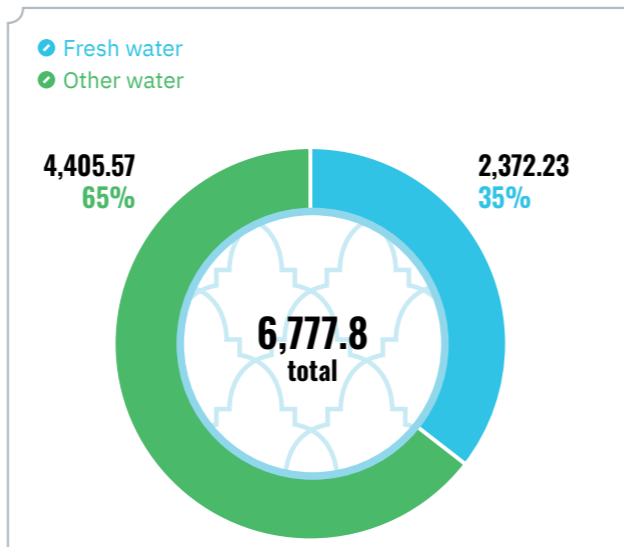 Fresh water
Other water
4,405.57
65%
2,372.23
35%
6,777.8
total